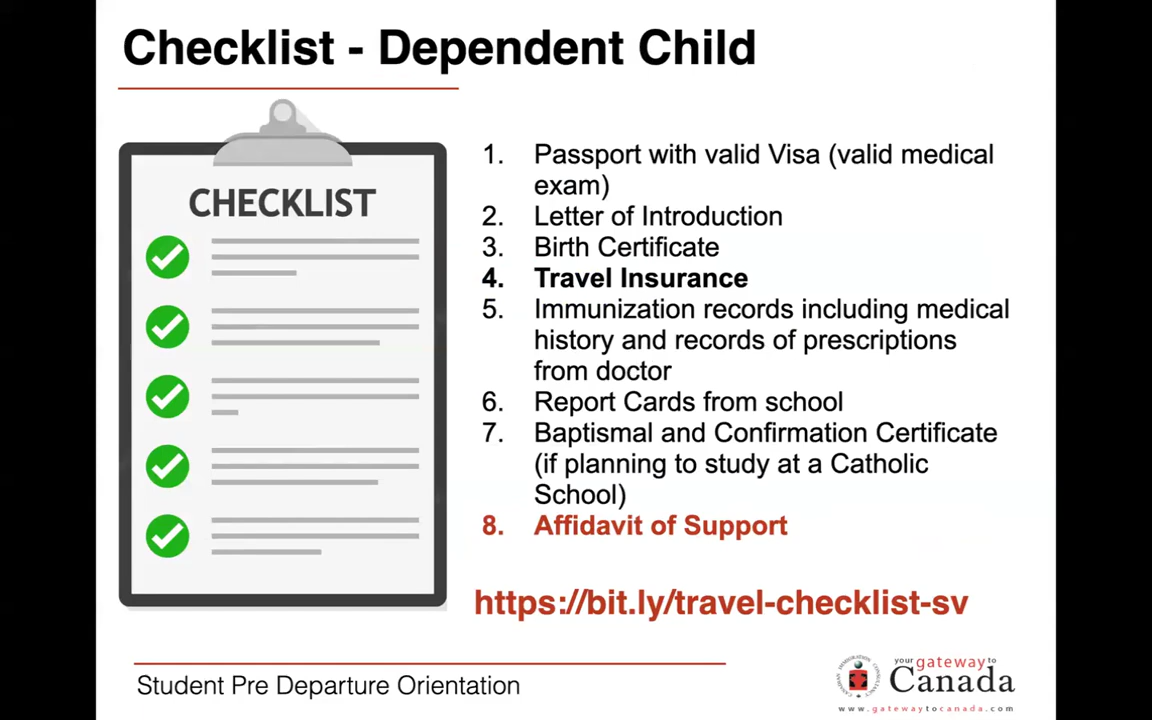 Checklist - Dependent Child
CHECKLIST
1. Passport with valid Visa (valid medical
exam)
2. Letter of Introduction
3. Birth Certificate
4. Travel Insurance
5. Immunization records including medical
history and records of prescriptions
from doctor
6. Report Cards from school
7. Baptismal and Confirmation Certificate
(if planning to study at a Catholic
School)
8. Affidavit of Support
https://bit.ly/travel-checklist-sv
Student Pre Departure Orientation
your gateway to
Canada
www.gatewaytocanada.com